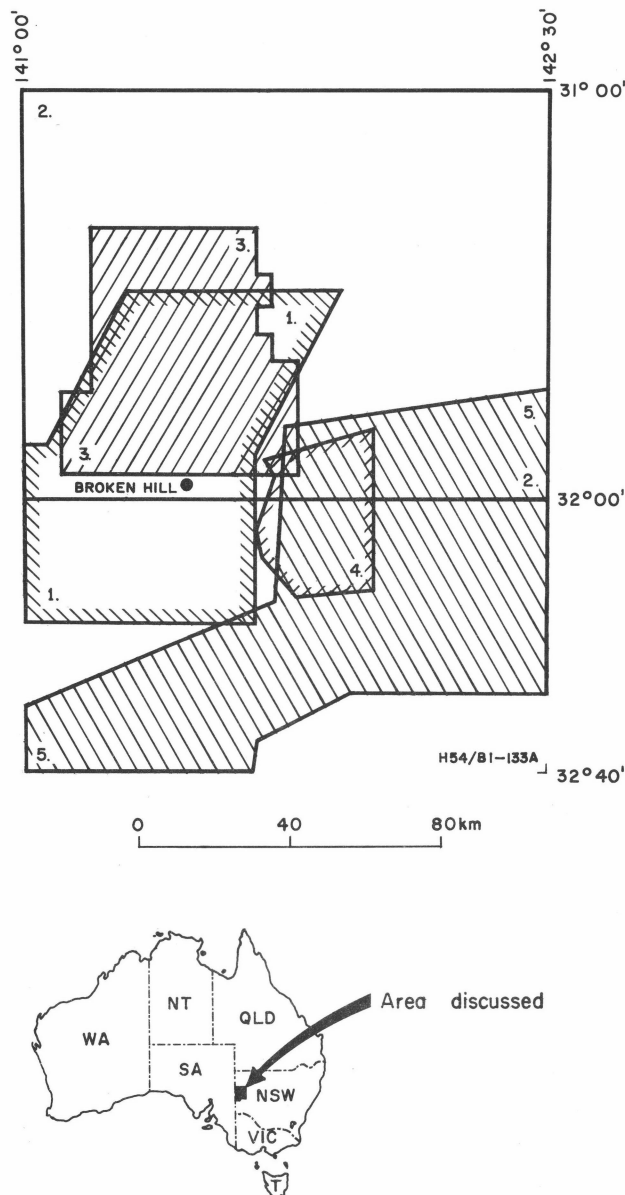 141° 00'
142° 30'
31° 00'
2.
3.
1.
5.
3.
2.
BROKEN HILL
32° 00'
4.
1.
5.
H54/B1-133A
32° 40'
0 40 80km
Area discussed
NT
QLD
WA
SA
NSW
VIC
T